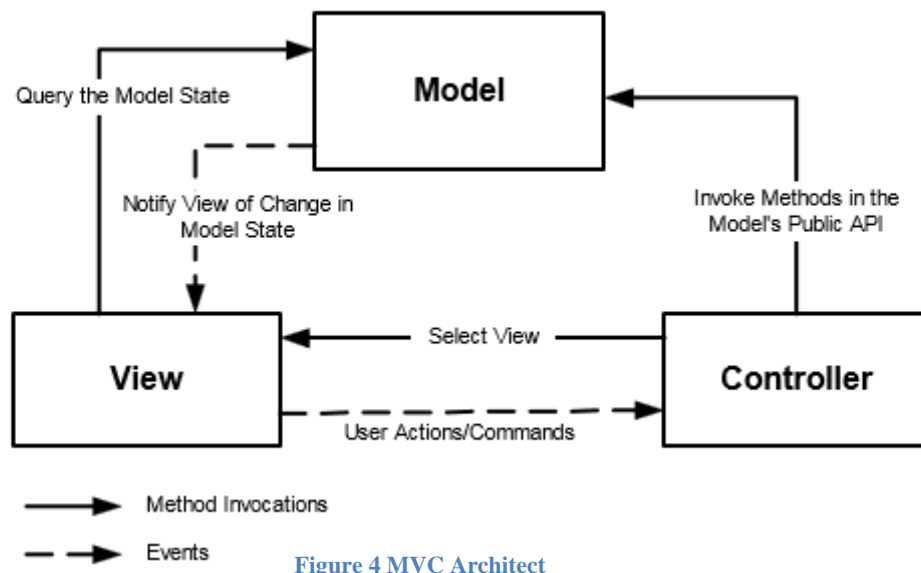 Model
Query the Model State
Notify View of Change in
Model State
Invoke Methods in the
Model's Public API
View
Select View
Controller
User Actions/Commands
Method Invocations
Events
Figure 4 MVC Architect